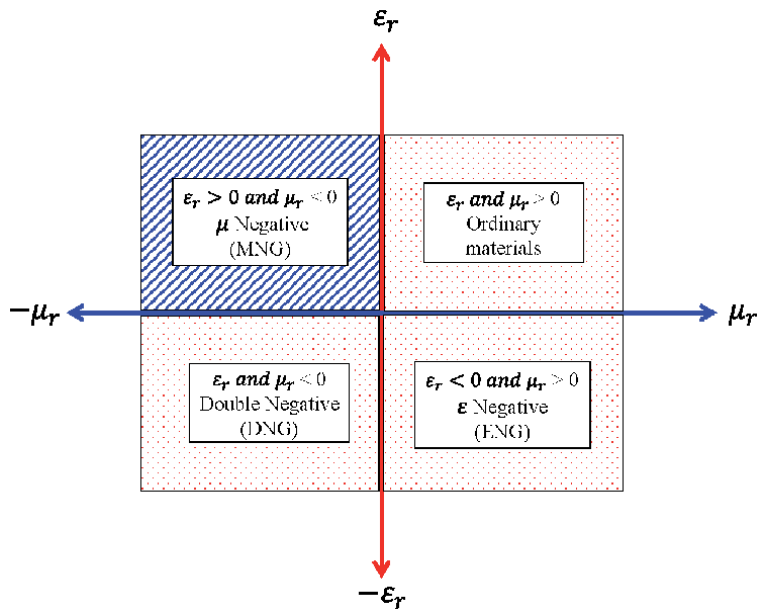 εᵣ
εᵣ > 0 and μᵣ < 0
μ Negative
(MNG)
εᵣ and μᵣ > 0
Ordinary
materials
−μᵣ
μᵣ
εᵣ and μᵣ < 0
Double Negative
(DNG)
εᵣ < 0 and μᵣ > 0
ε Negative
(ENG)
−εᵣ